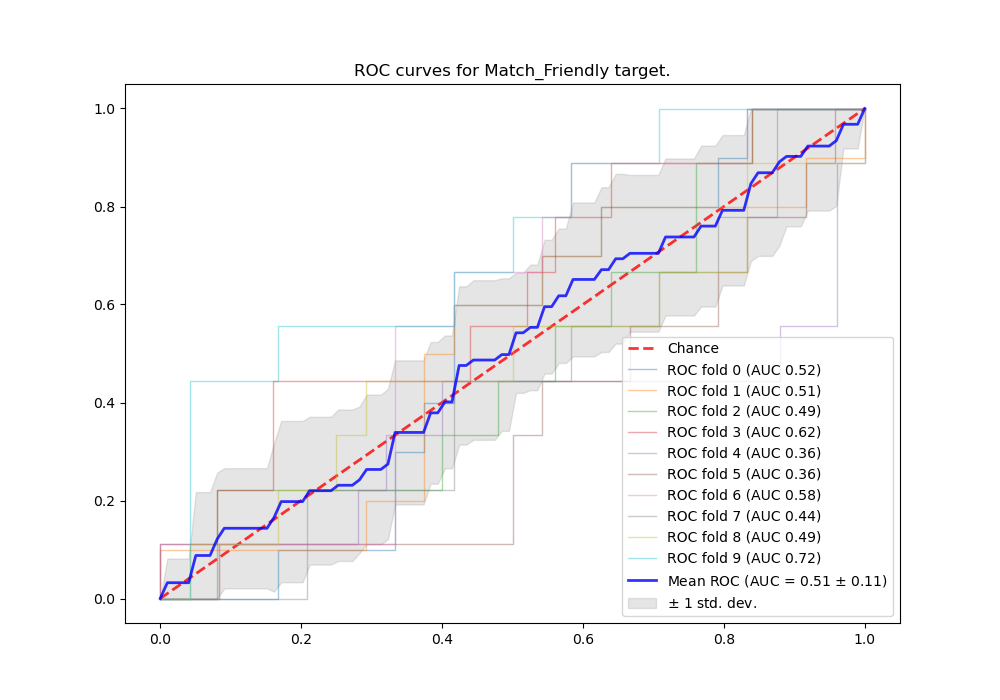 ROC curves for Match_Friendly target.
1.0
0.8
0.6
0.4
0.2
0.0
0.0 0.2 0.4 0.6 0.8 1.0
Chance
ROC fold 0 (AUC 0.52)
ROC fold 1 (AUC 0.51)
ROC fold 2 (AUC 0.49)
ROC fold 3 (AUC 0.62)
ROC fold 4 (AUC 0.36)
ROC fold 5 (AUC 0.36)
ROC fold 6 (AUC 0.58)
ROC fold 7 (AUC 0.44)
ROC fold 8 (AUC 0.49)
ROC fold 9 (AUC 0.72)
Mean ROC (AUC = 0.51 ± 0.11)
± 1 std. dev.